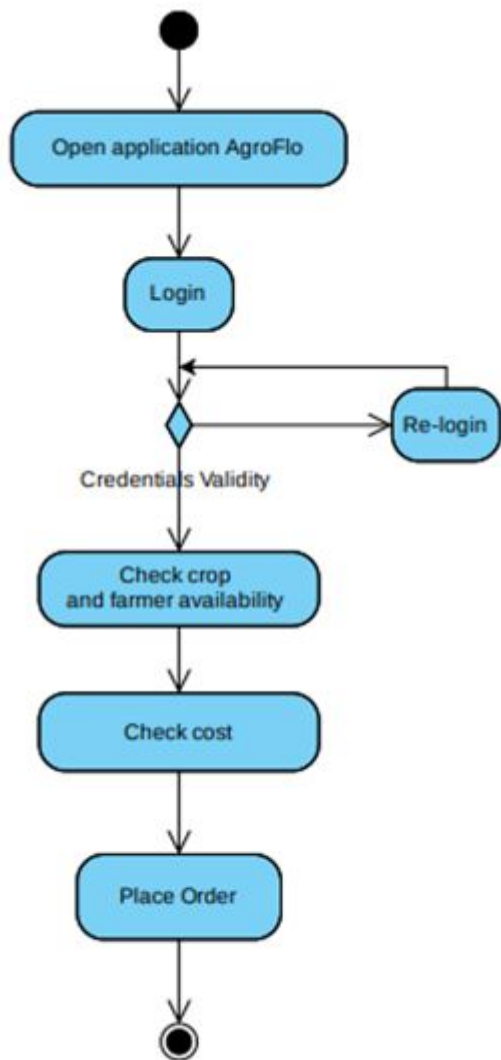 Open application AgroFlo
Login
Re-login
Credentials Validity
Check crop
and farmer availability
Check cost
Place Order